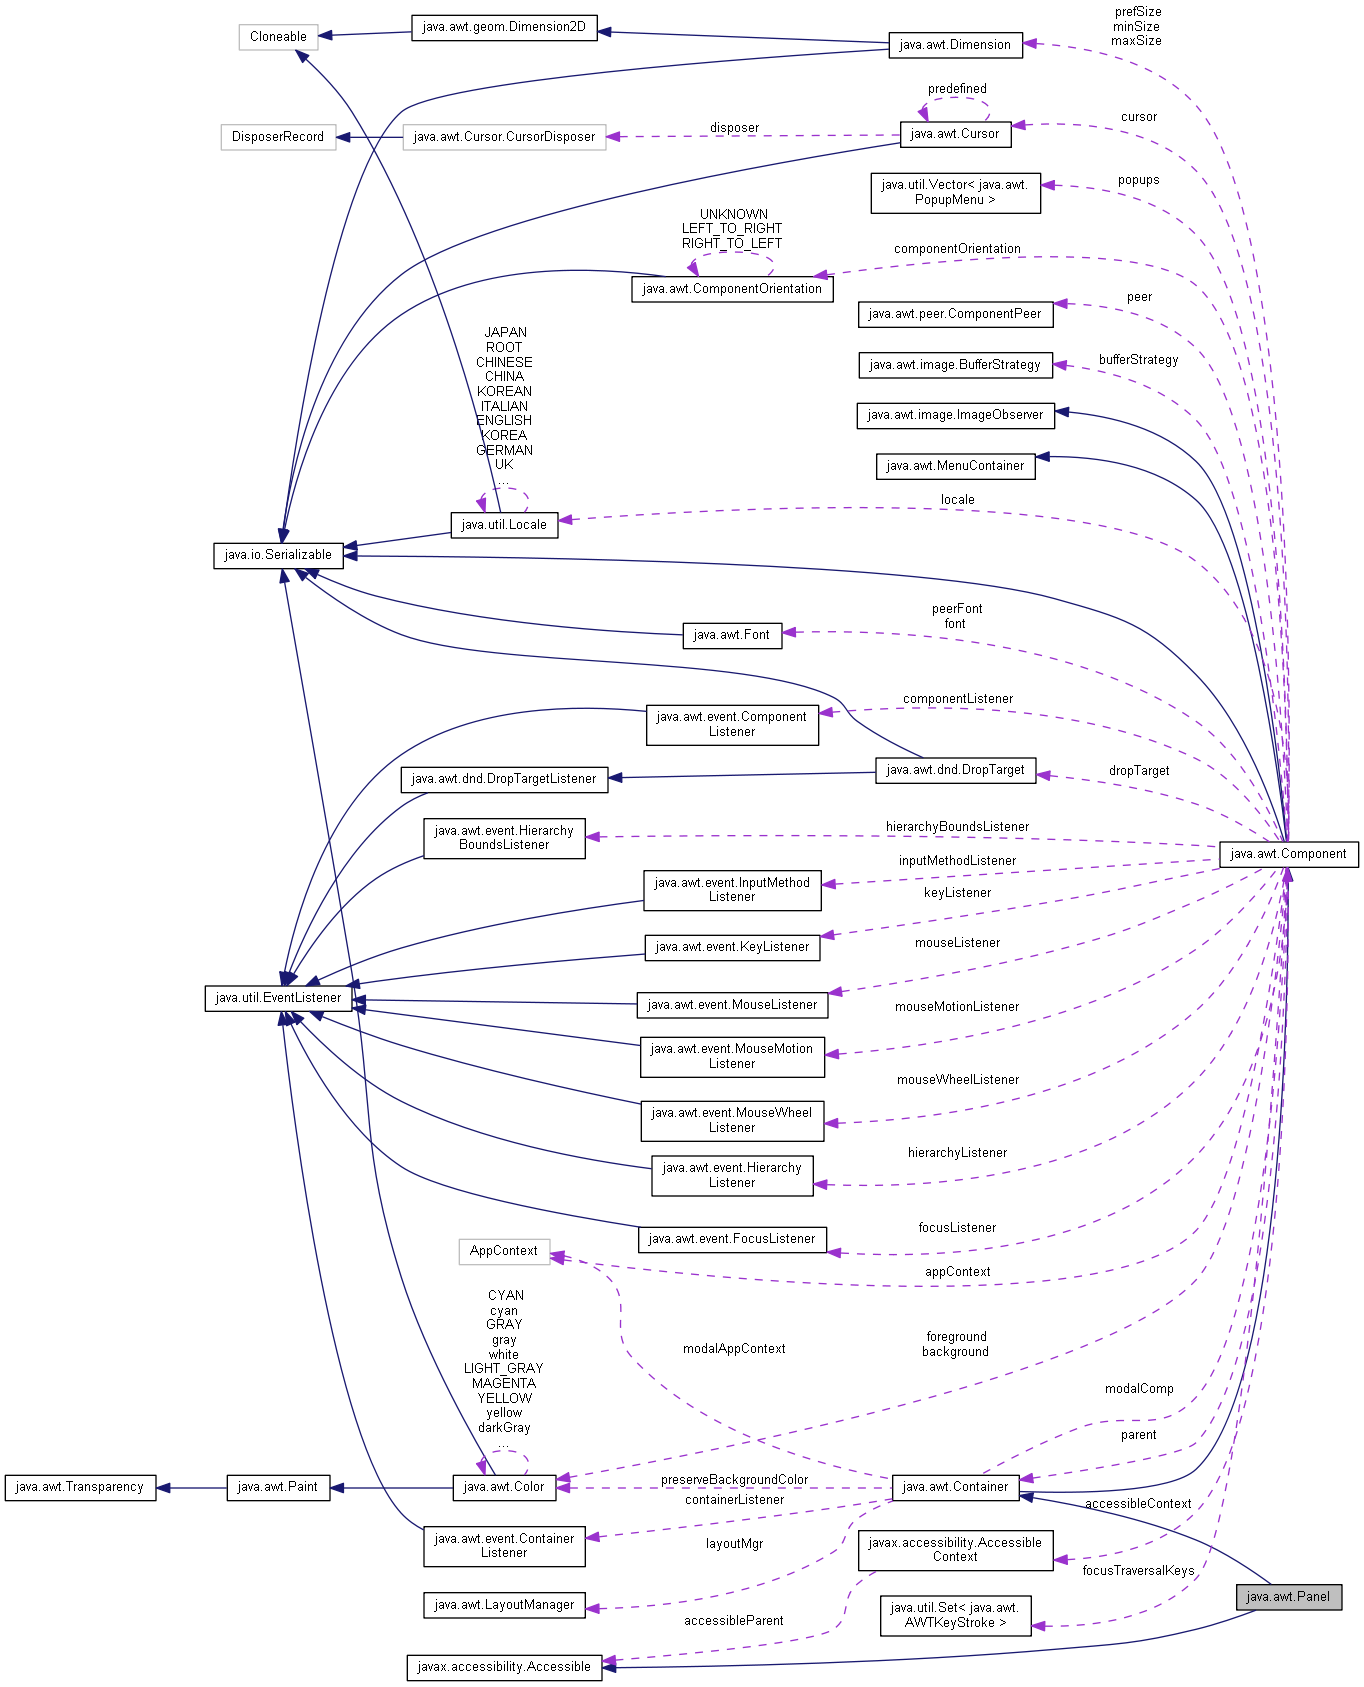 prefSize
minSize
maxSize
java.awt.geom.Dimension2D
Cloneable
java.awt.Dimension
predefined
cursor
disposer
DisposerRecord
java.awt.Cursor.CursorDisposer
java.awt.Cursor
popups
java.util.Vector< java.awt.
PopupMenu >
UNKNOWN
LEFT_TO_RIGHT
RIGHT_TO_LEFT
componentOrientation
java.awt.ComponentOrientation
peer
java.awt.peer.ComponentPeer
JAPAN
ROOT
CHINESE
CHINA
KOREAN
ITALIAN
ENGLISH
KOREA
GERMAN
UK
...
bufferStrategy
java.awt.image.BufferStrategy
java.awt.image.ImageObserver
java.awt.MenuContainer
locale
java.util.Locale
java.io.Serializable
peerFont
font
java.awt.Font
componentListener
java.awt.event.Component
Listener
dropTarget
java.awt.dnd.DropTarget
java.awt.dnd.DropTargetListener
hierarchyBoundsListener
java.awt.event.Hierarchy
BoundsListener
java.awt.Component
inputMethodListener
java.awt.event.InputMethod
Listener
keyListener
java.awt.event.KeyListener
mouseListener
java.util.EventListener
java.awt.event.MouseListener
mouseMotionListener
java.awt.event.MouseMotion
Listener
mouseWheelListener
java.awt.event.MouseWheel
Listener
hierarchyListener
java.awt.event.Hierarchy
Listener
focusListener
java.awt.event.FocusListener
AppContext
appContext
CYAN
cyan
GRAY
gray
white
LIGHT_GRAY
MAGENTA
YELLOW
yellow
darkGray
...
modalAppContext
foreground
background
modalComp
parent
java.awt.Transparency
java.awt.Paint
java.awt.Color
preserveBackgroundColor
java.awt.Container
containerListener
accessibleContext
java.awt.event.Container
Listener
layoutMgr
javax.accessibility.Accessible
Context
focusTraversalKeys
java.awt.LayoutManager
java.util.Set< java.awt.
AWTKeyStroke >
java.awt.Panel
accessibleParent
javax.accessibility.Accessible